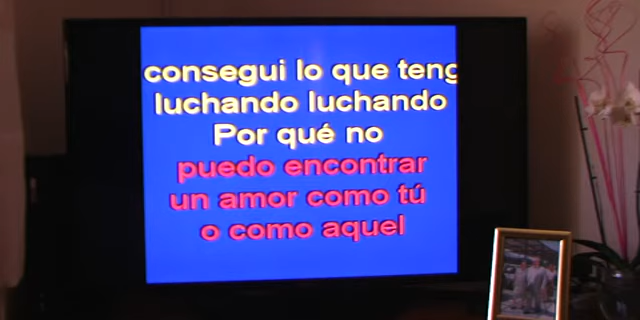 consegui lo que teng
luchando luchando
Por qué no
puedo encontrar
un amor como tú
o como aquel